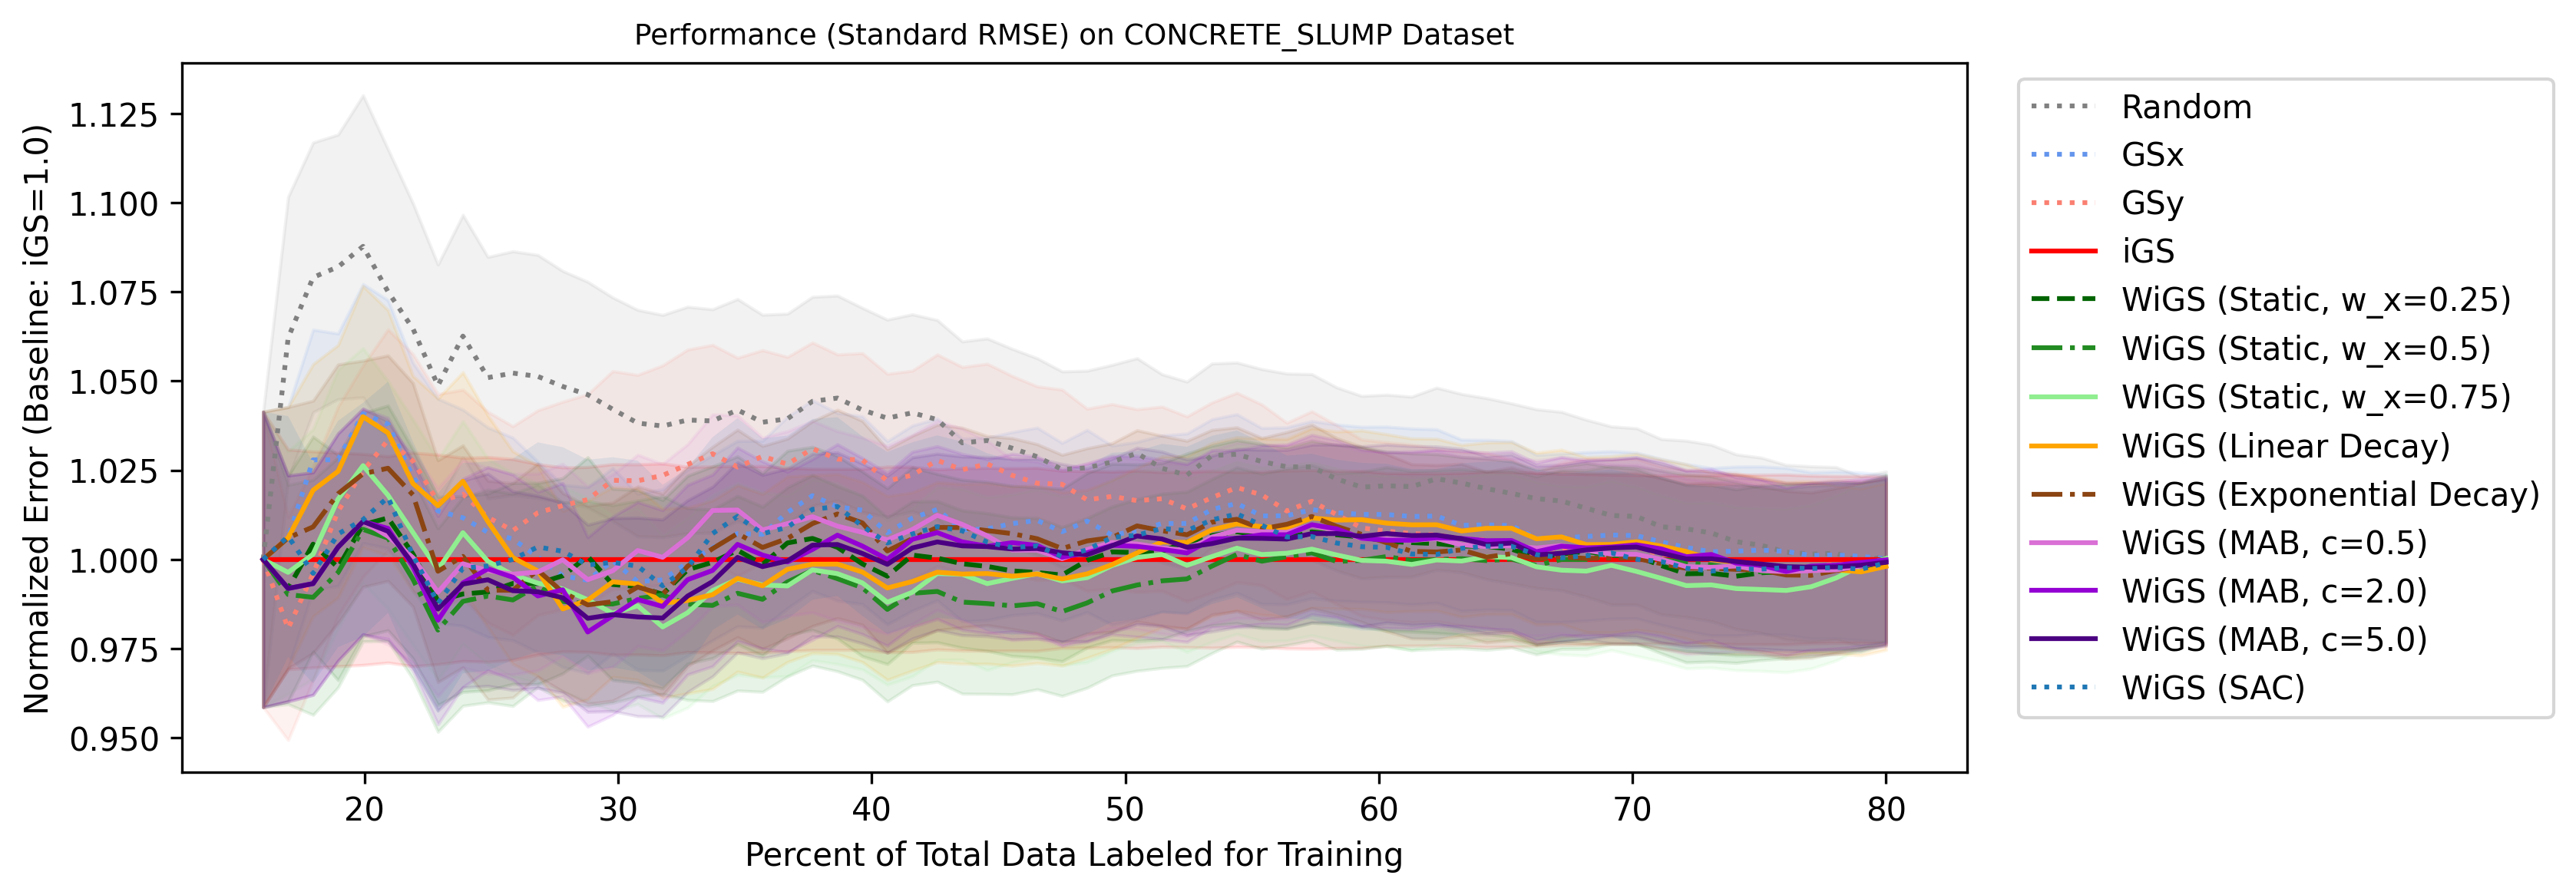 Performance (Standard RMSE) on CONCRETE_SLUMP Dataset
Normalized Error (Baseline: iGS=1.0)
1.125
1.100
1.075
1.050
1.025
1.000
0.975
0.950
20 30 40 50 60 70 80
Percent of Total Data Labeled for Training
Random
GSx
GSy
iGS
WiGS (Static, w_x=0.25)
WiGS (Static, w_x=0.5)
WiGS (Static, w_x=0.75)
WiGS (Linear Decay)
WiGS (Exponential Decay)
WiGS (MAB, c=0.5)
WiGS (MAB, c=2.0)
WiGS (MAB, c=5.0)
WiGS (SAC)